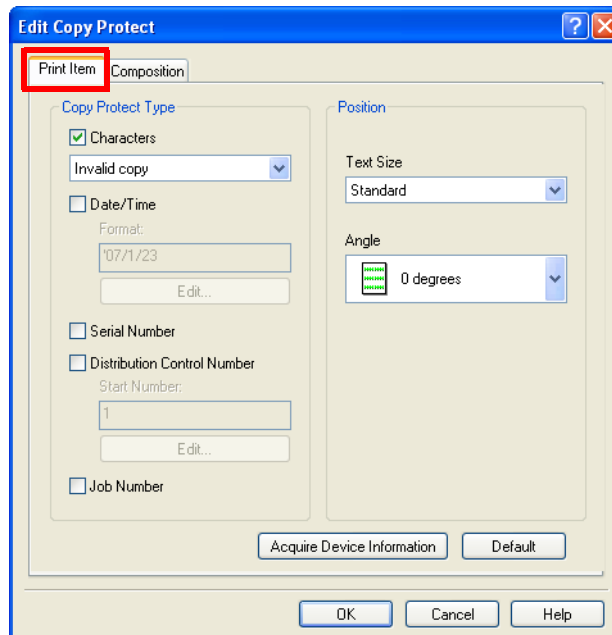 Edit Copy Protect
Print Item Composition
Copy Protect Type
Characters
Invalid copy
Date/Time
Format:
'07/1/23
Edit...
Serial Number
Distribution Control Number
Start Number:
1
Edit...
Job Number
Position
Text Size
Standard
Angle
0 degrees
Acquire Device Information Default
OK Cancel Help